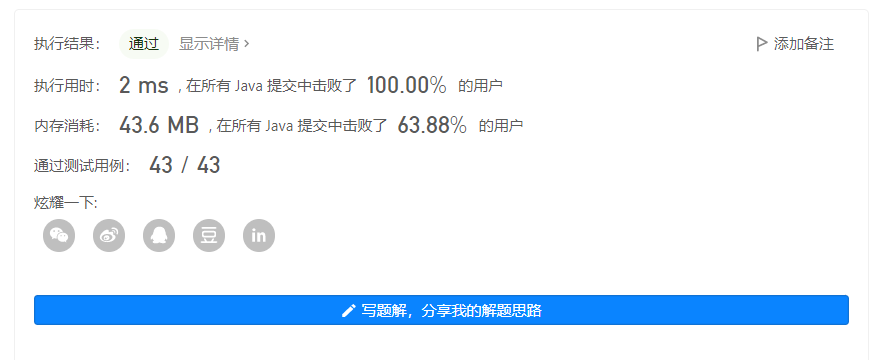 执行结果： 通过 显示详情 › 添加备注
执行用时： 2 ms , 在所有 Java 提交中击败了 100.00% 的用户
内存消耗： 43.6 MB , 在所有 Java 提交中击败了 63.88% 的用户
通过测试用例： 43 / 43
炫耀一下:
豆 in
写题解，分享我的解题思路